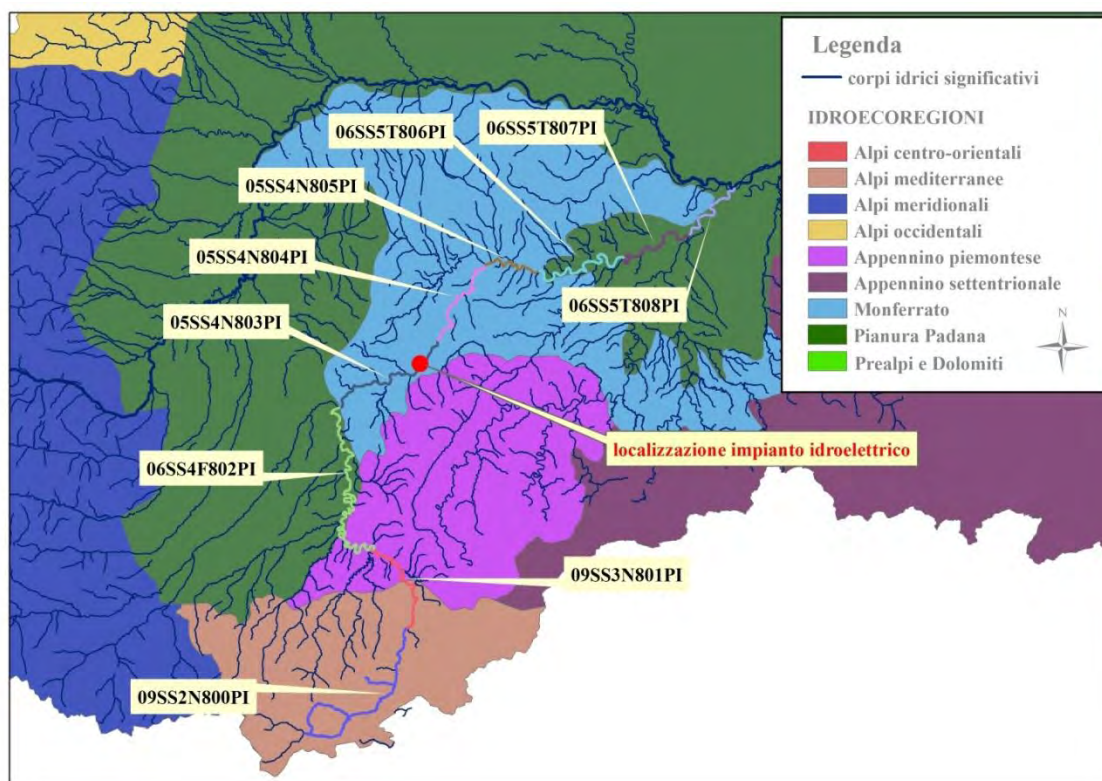 Legenda
corpi idrici significativi
IDROECOREGIONI
Alpi centro-orientali
Alpi mediterranee
Alpi meridionali
Alpi occidentali
Appennino piemontese
Appennino settentrionale
Monferrato
Pianura Padana
Prealpi e Dolomiti
N
06SS5T806PI
06SS5T807PI
05SS4N805PI
05SS4N804PI
06SS5T808PI
05SS4N803PI
localizzazione impianto idroelettrico
06SS4F802PI
09SS3N801PI
09SS2N800PI